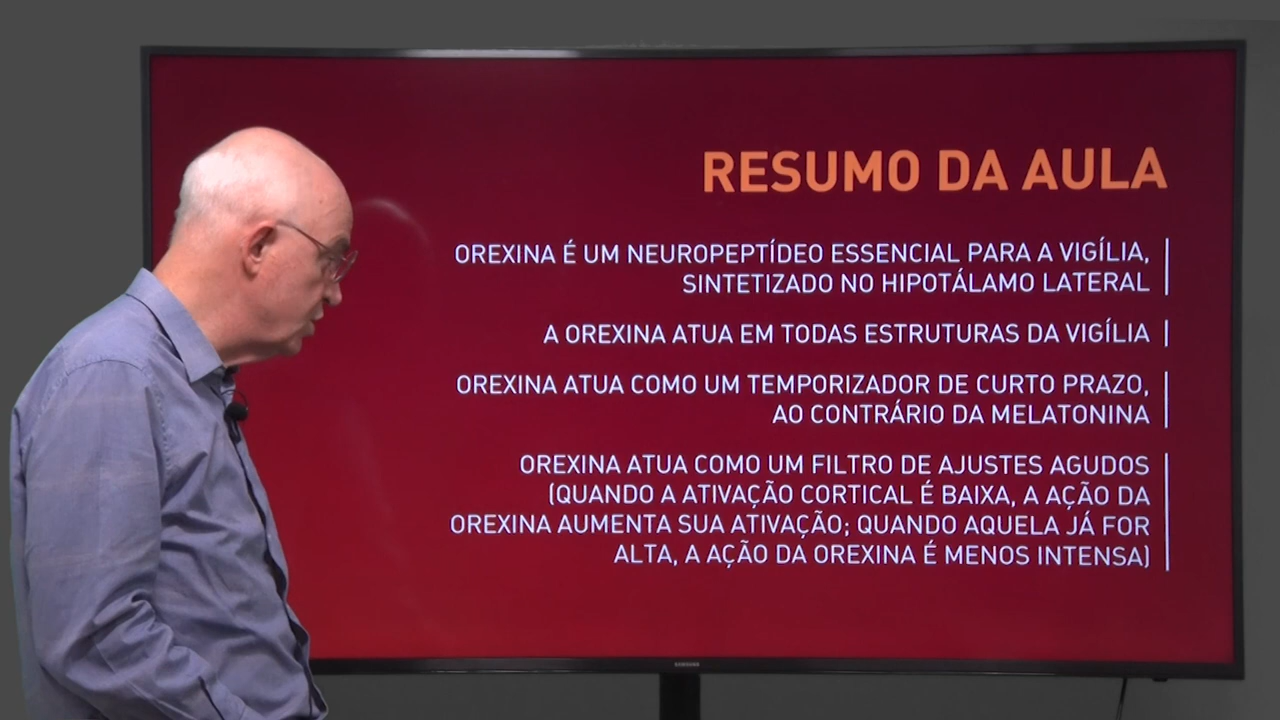 RESUMO DA AULA
OREXINA É UM NEUROPEPTÍDEO ESSENCIAL PARA A VIGÍLIA,
SINTETIZADO NO HIPOTÁLAMO LATERAL
A OREXINA ATUA EM TODAS ESTRUTURAS DA VIGÍLIA
OREXINA ATUA COMO UM TEMPORIZADOR DE CURTO PRAZO,
AO CONTRÁRIO DA MELATONINA
OREXINA ATUA COMO UM FILTRO DE AJUSTES AGUDOS
(QUANDO A ATIVAÇÃO CORTICAL É BAIXA, A AÇÃO DA
OREXINA AUMENTA SUA ATIVAÇÃO; QUANDO AQUELA JÁ FOR
ALTA, A AÇÃO DA OREXINA É MENOS INTENSA)
SAMSUNG